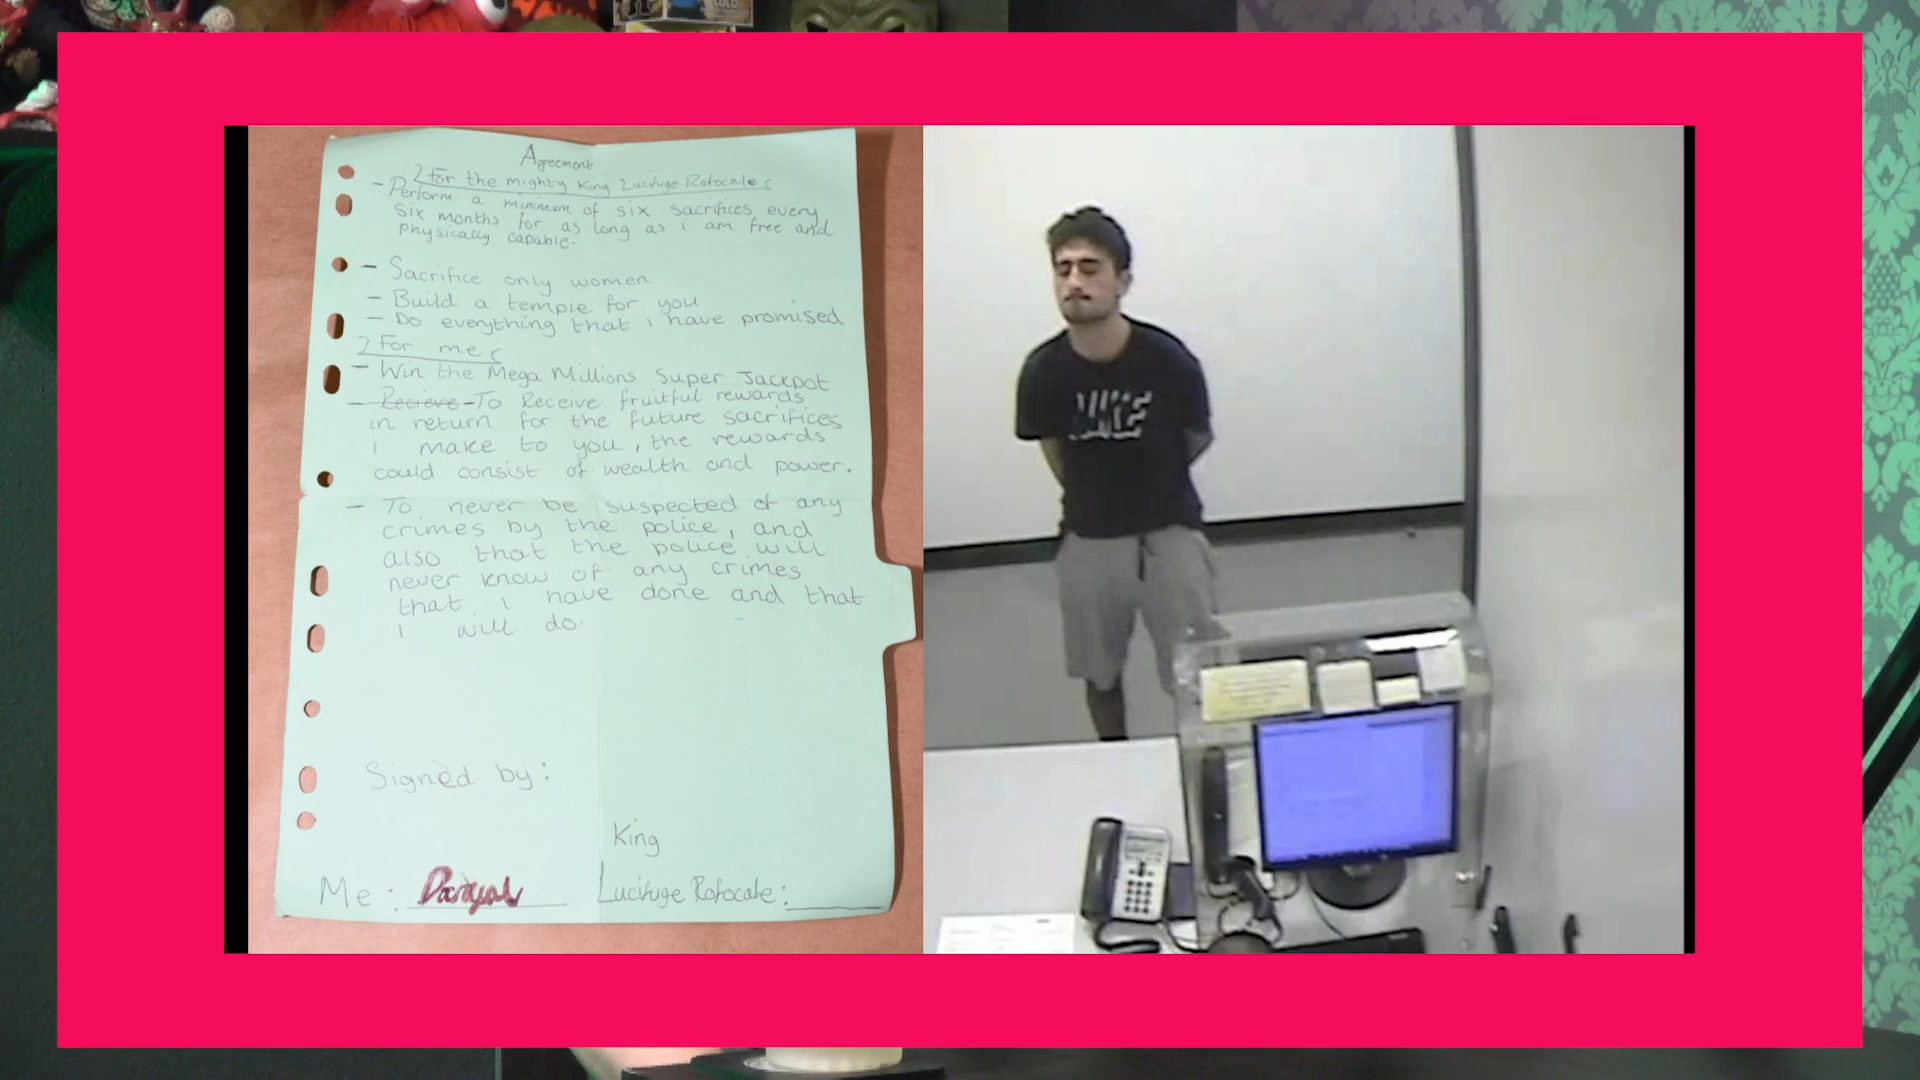 LOLO
Agreement
For the mighty King Lucifuge Rofocale
- Perform a minimum of six sacrifices every
six months for as long as i am free and
physically capable.
- Sacrifice only women
- Build a temple for you
- Do everything that i have promised
For me
- Win the Mega Millions Super Jackpot
- Recieve - To Receive fruitful rewards
in return for the future sacrifices
i make to you, the rewards
could consist of wealth and power.
- To never be suspected of any
crimes by the police, and
also that the police will
never know of any crimes
that i have done and that
i will do.
Signed by:
King
Me: Danyal
Lucifuge Rofocale:
NIKE